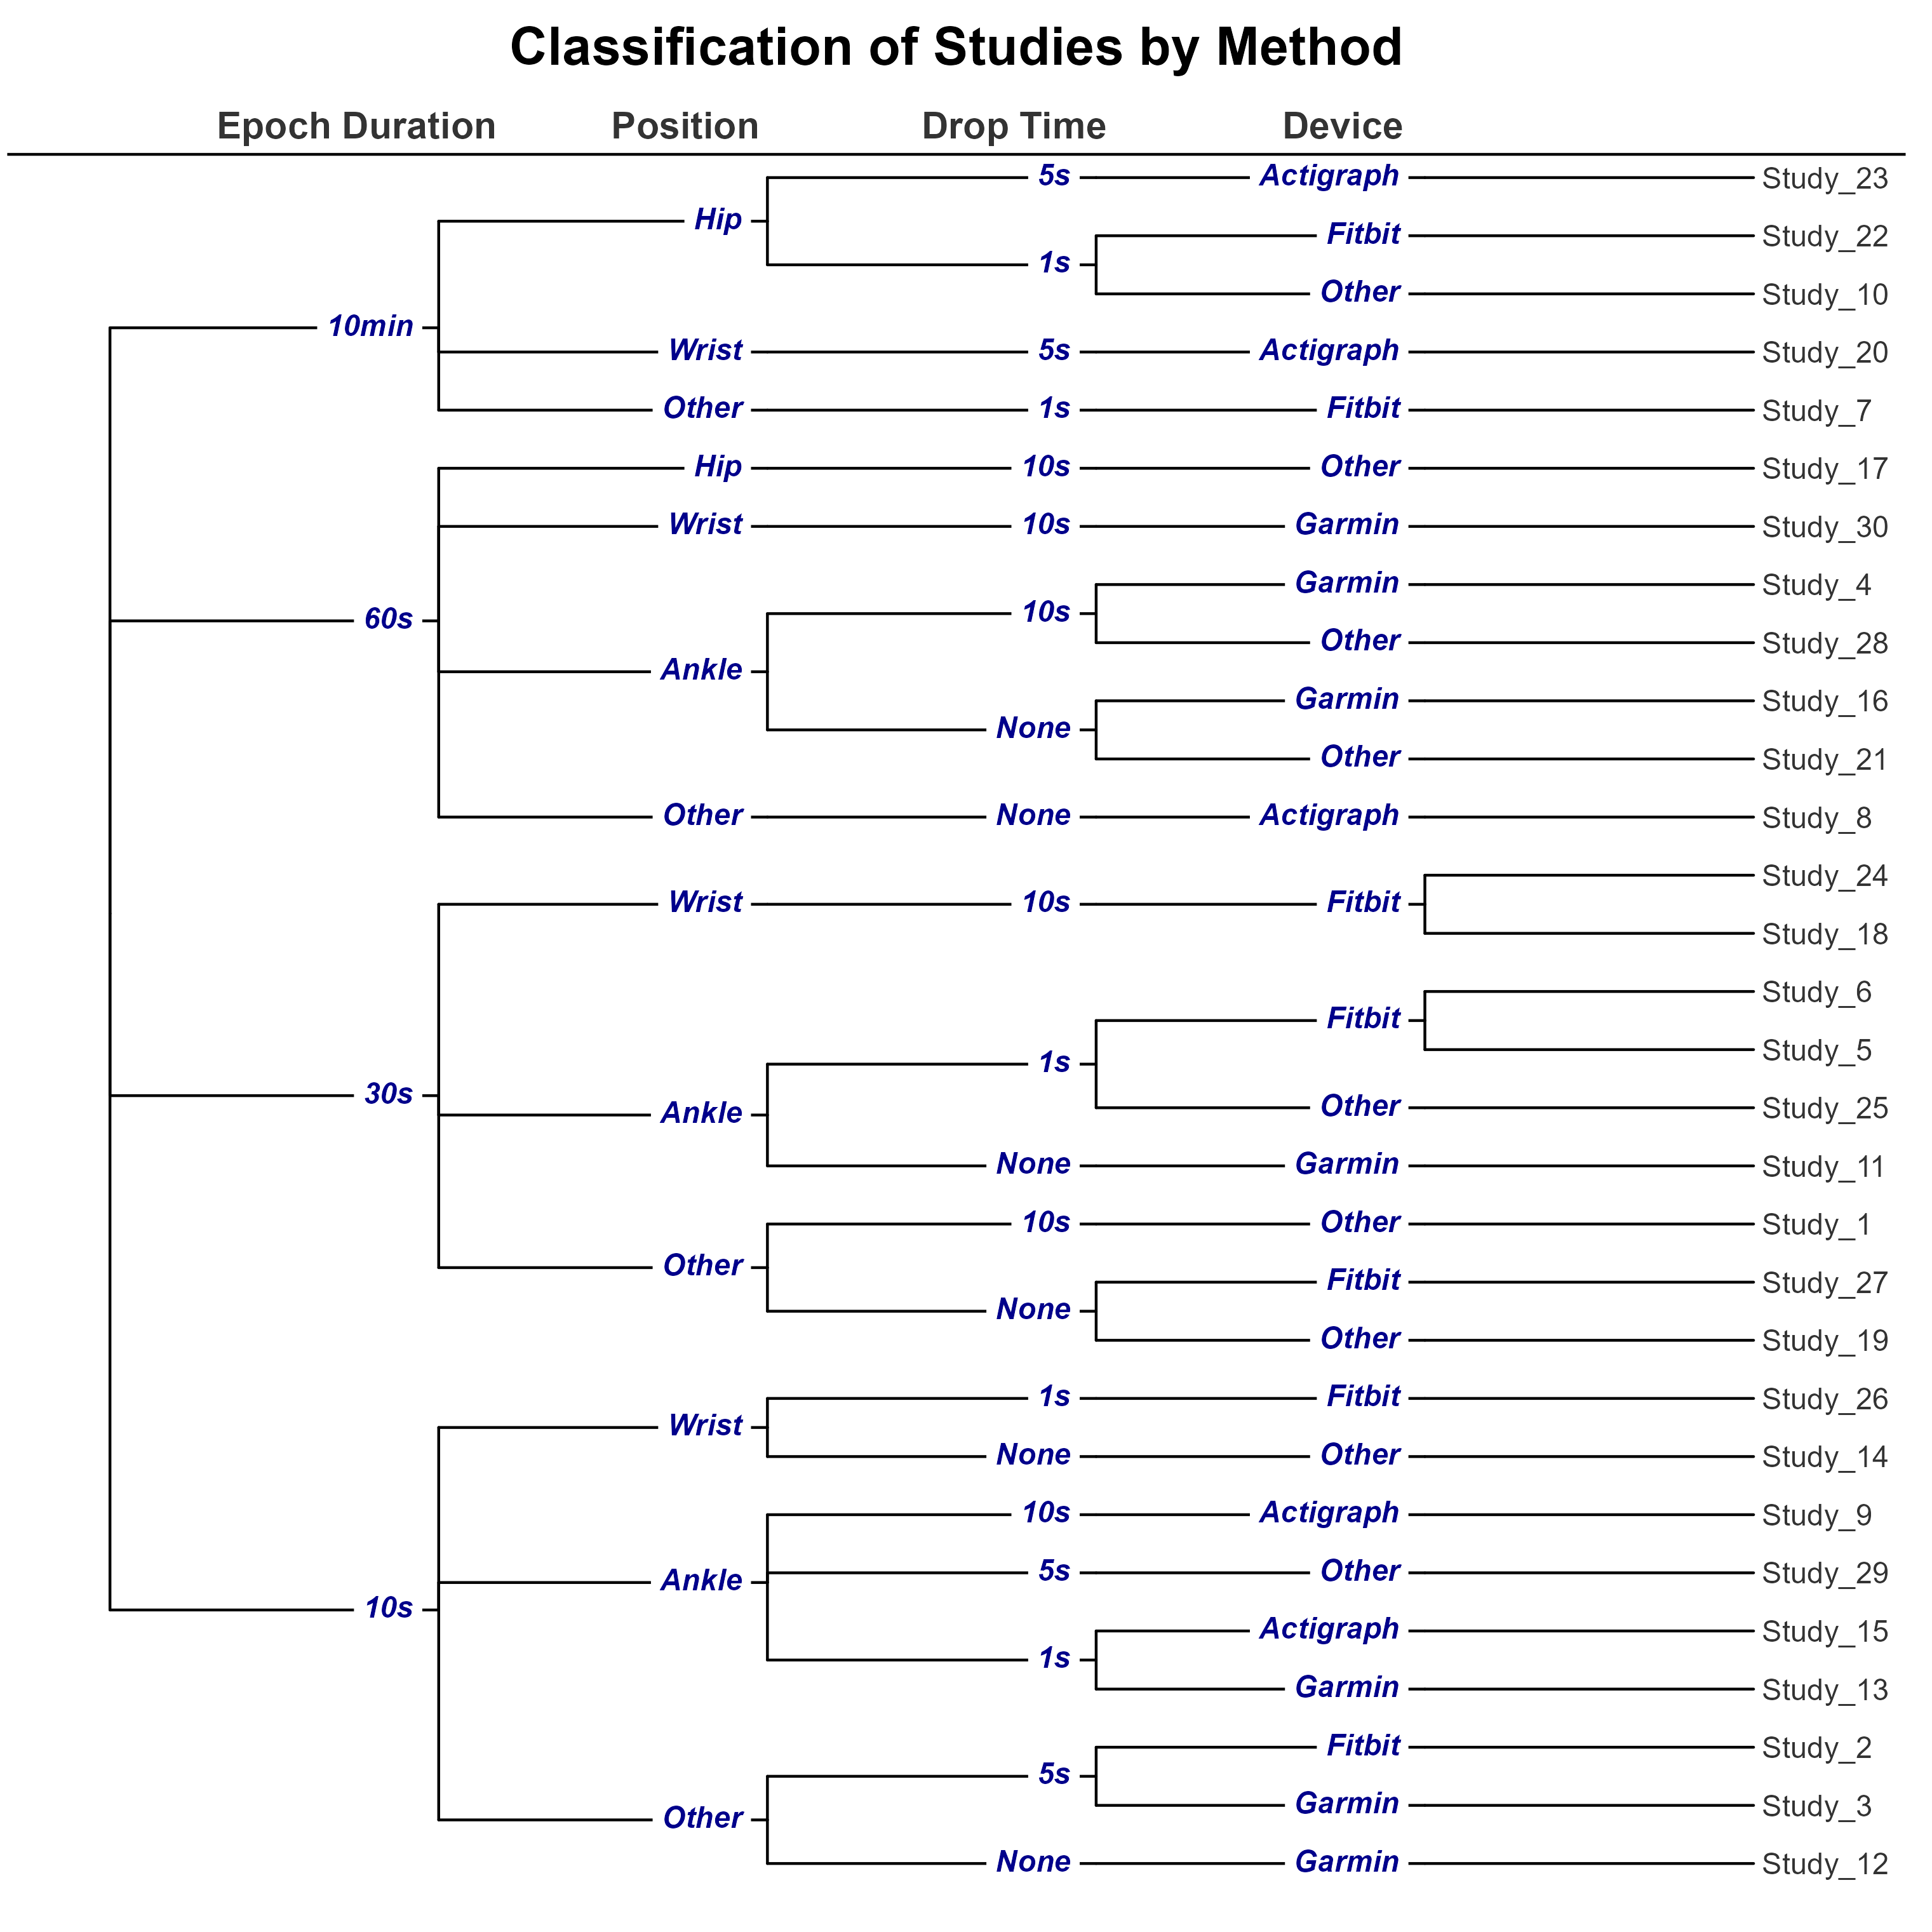 Classification of Studies by Method
Epoch Duration Position Drop Time Device
5s Actigraph Study_23
Hip
Fitbit Study_22
1s
Other Study_10
10min
Wrist 5s Actigraph Study_20
Other 1s Fitbit Study_7
Hip 10s Other Study_17
Wrist 10s Garmin Study_30
Garmin Study_4
60s 10s
Other Study_28
Ankle
Garmin Study_16
None
Other Study_21
Other None Actigraph Study_8
Study_24
Wrist 10s Fitbit
Study_18
Study_6
Fitbit
Study_5
1s
30s
Other Study_25
Ankle
None Garmin Study_11
10s Other Study_1
Other
Fitbit Study_27
None
Other Study_19
1s Fitbit Study_26
Wrist
None Other Study_14
10s Actigraph Study_9
5s Other Study_29
Ankle
10s
Actigraph Study_15
1s
Garmin Study_13
Fitbit Study_2
5s
Garmin Study_3
Other
None Garmin Study_12